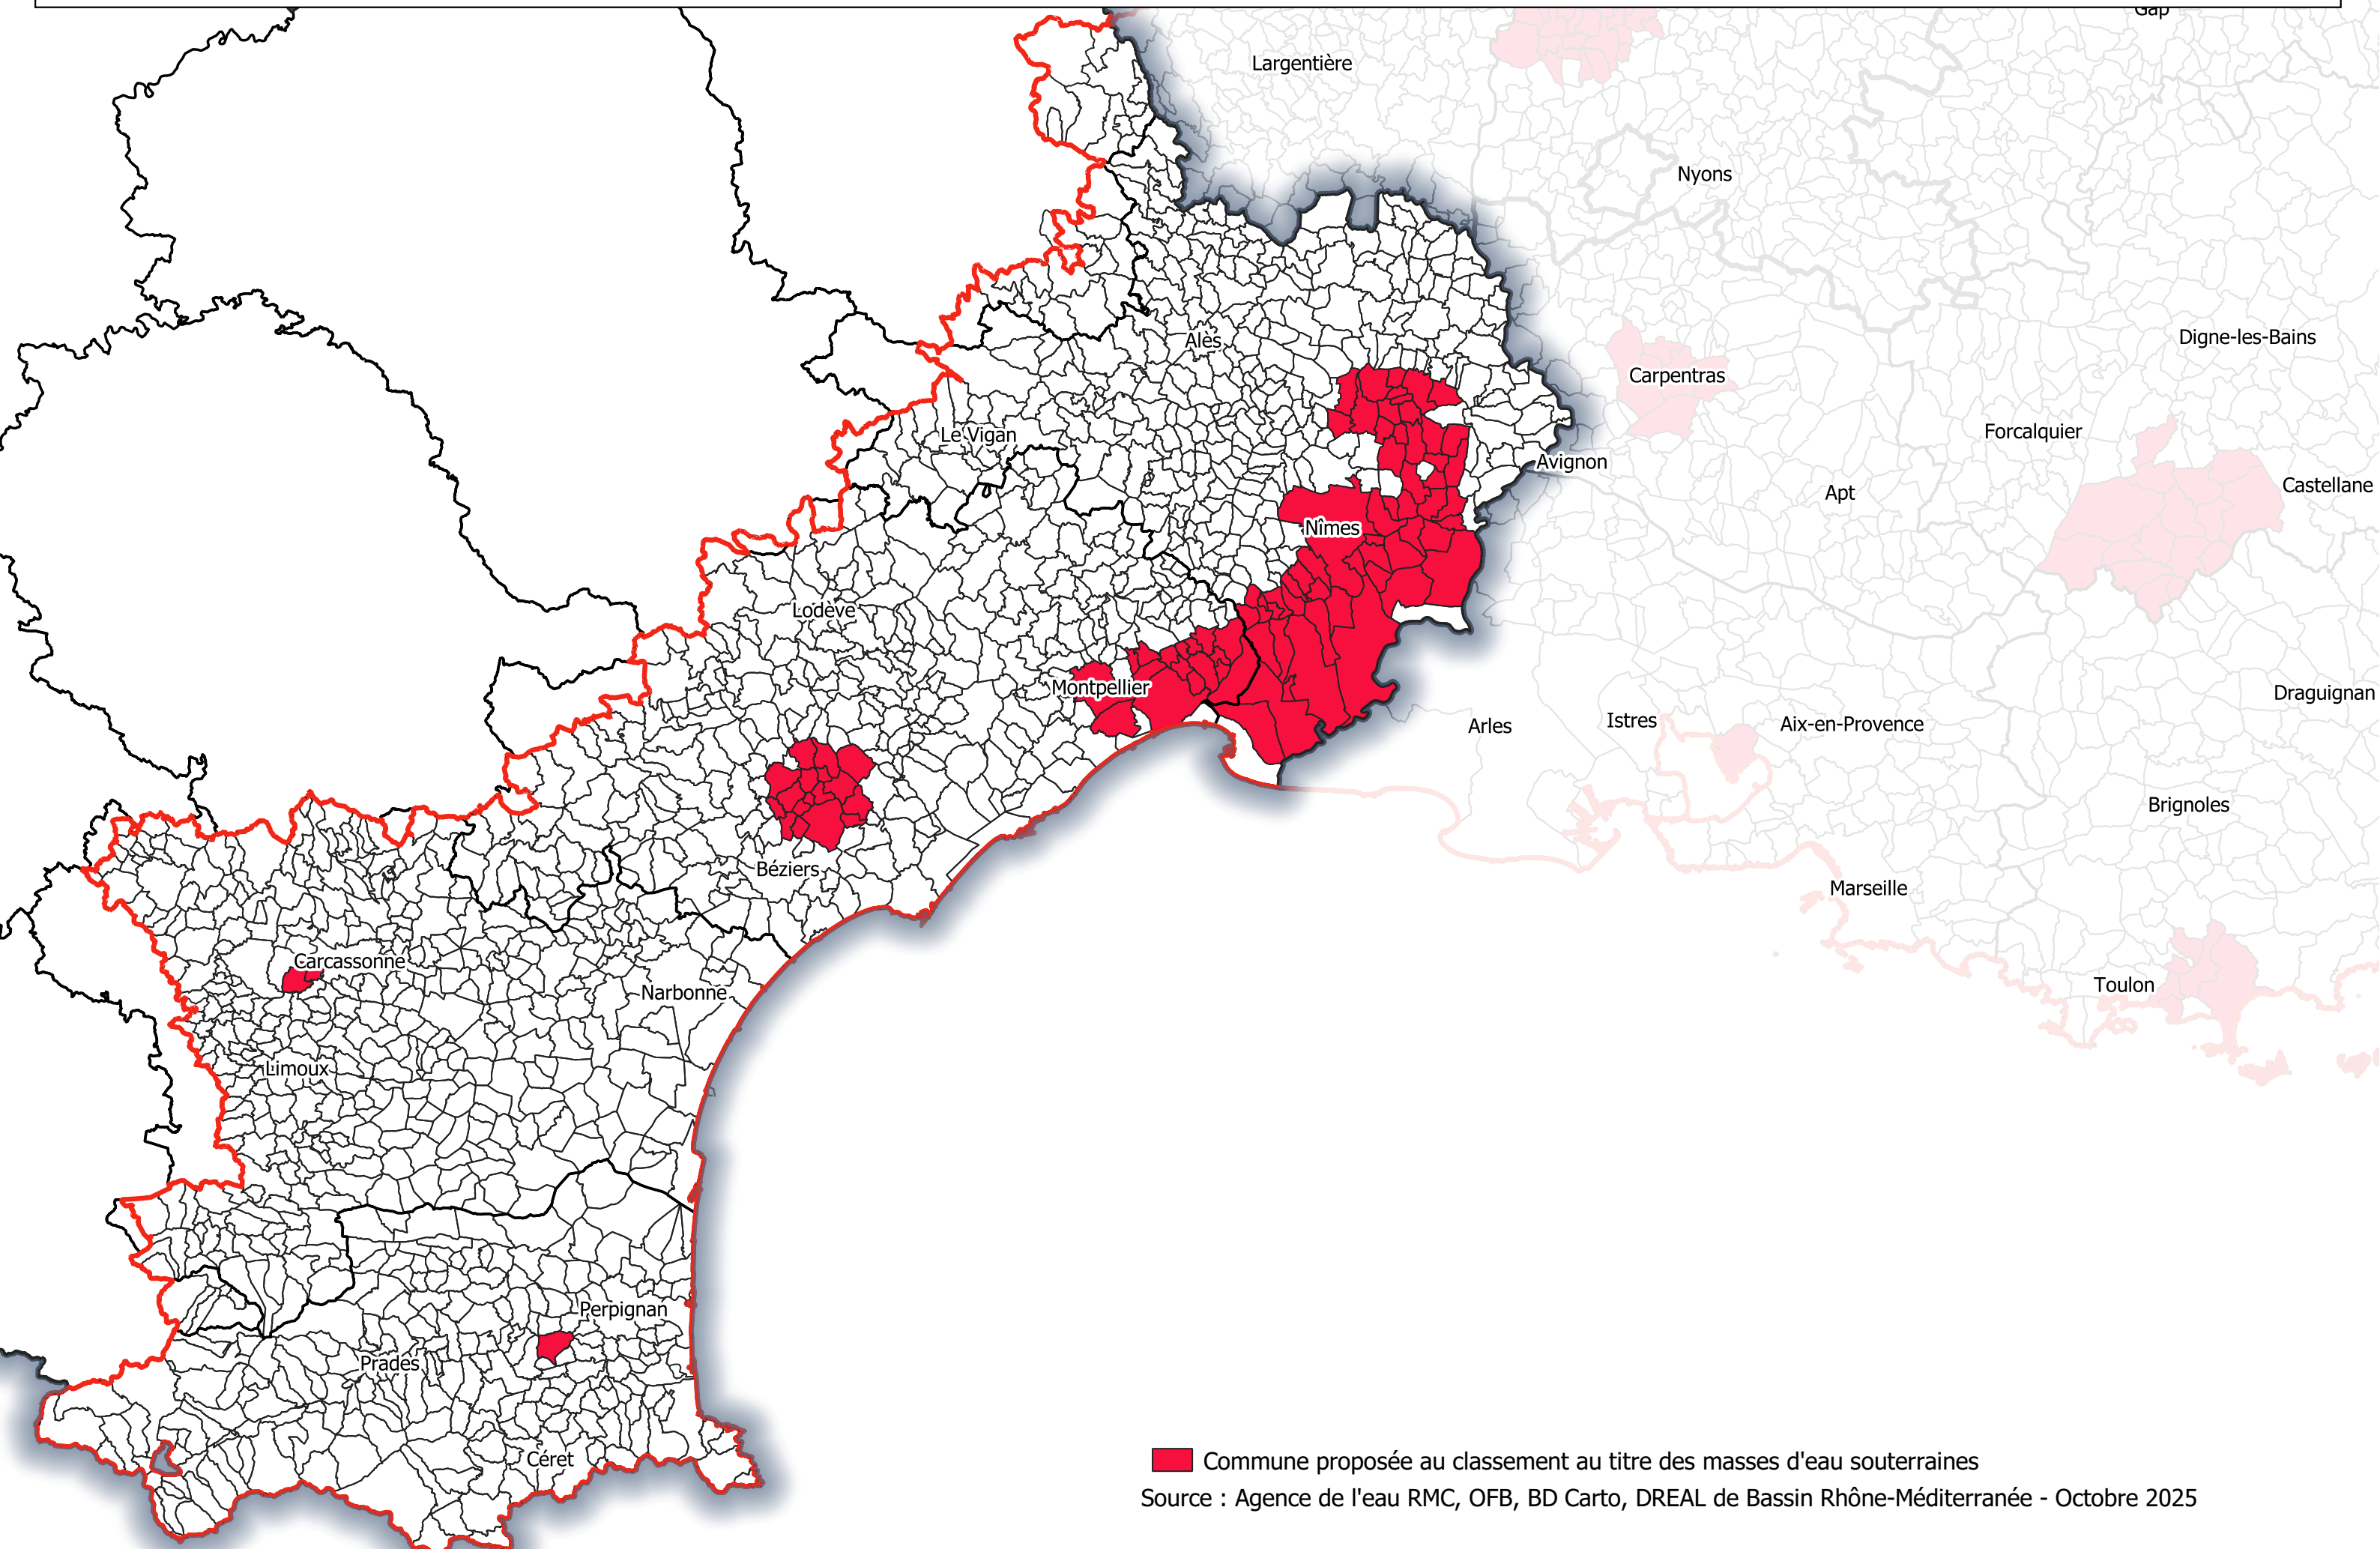 Gap
Largentière
Nyons
Alès
Digne-les-Bains
Carpentras
Le Vigan
Forcalquier
Avignon
Castellane
Apt
Nîmes
Lodève
Montpellier
Draguignan
Arles
Istres
Aix-en-Provence
Brignoles
Béziers
Marseille
Carcassonne
Narbonne
Toulon
Limoux
Perpignan
Prades
Céret
Commune proposée au classement au titre des masses d'eau souterraines
Source : Agence de l'eau RMC, OFB, BD Carto, DREAL de Bassin Rhône-Méditerranée - Octobre 2025